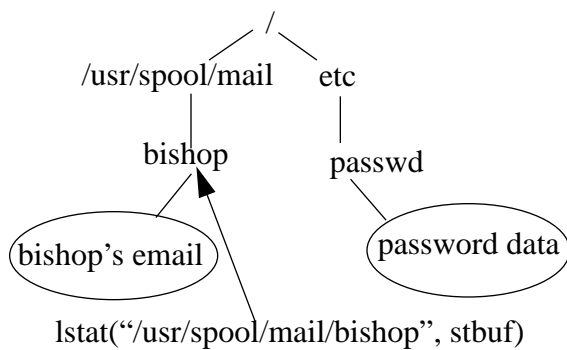 /
/usr/spool/mail etc
bishop passwd
bishop’s email password data
lstat(“/usr/spool/mail/bishop”, stbuf)